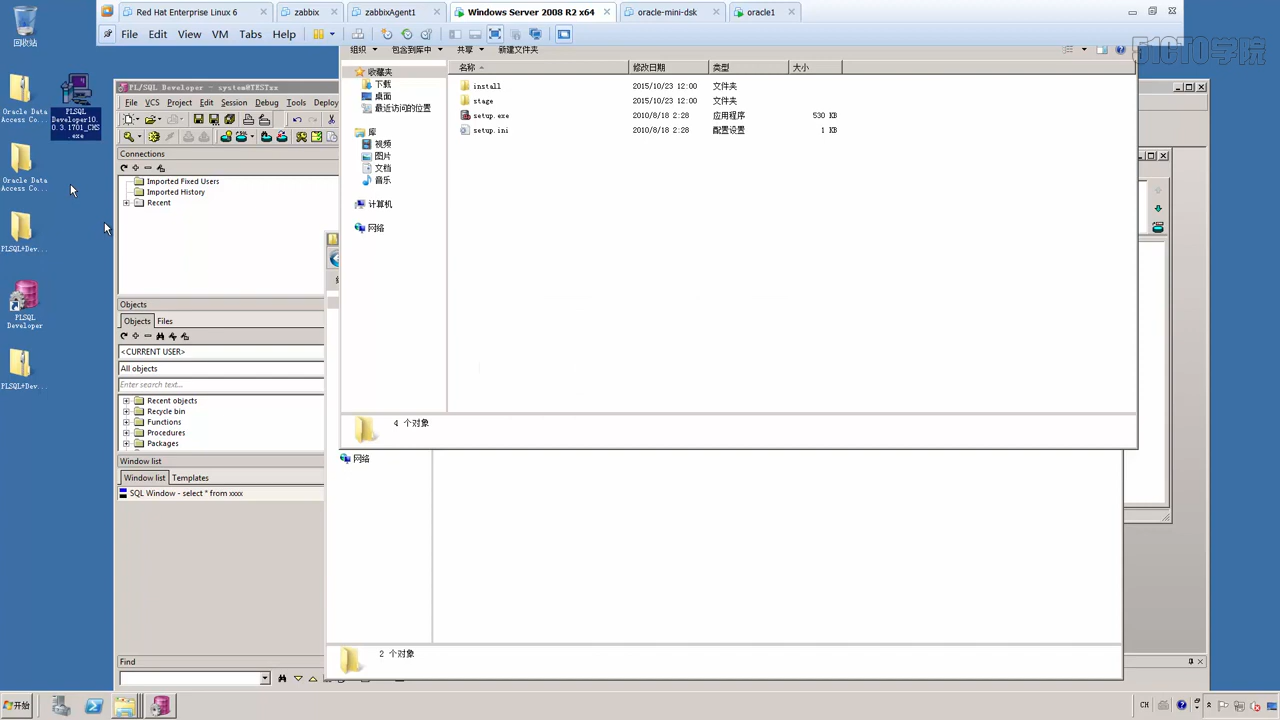 回收站
Red Hat Enterprise Linux 6
zabbix
zabbixAgent1
Windows Server 2008 R2 x64
oracle-mini-dsk
oracle1
File Edit View VM Tabs Help
51CTO学院
组织 包含到库中 共享 新建文件夹
名称 修改日期 类型 大小
收藏夹
下载
桌面
最近访问的位置
库
视频
图片
文档
音乐
计算机
网络
install 2015/10/23 12:00 文件夹
stage 2015/10/23 12:00 文件夹
setup.exe 2010/8/18 2:28 应用程序 530 KB
setup.ini 2010/8/18 2:28 配置设置 1 KB
4 个对象
网络
2 个对象
Oracle Data
Access Co...
PLSQL
Developer10.
0.3.1701_CMS
.exe
Oracle Data
Access Co...
PLSQL+Dev...
PLSQL
Developer
PLSQL+Dev...
PL/SQL Developer - system@TESTxx
File VCS Project Edit Session Debug Tools Deploy
Connections
Imported Fixed Users
Imported History
Recent
Objects
Objects Files
<CURRENT USER>
All objects
Enter search text...
Recent objects
Recycle bin
Functions
Procedures
Packages
Window list
Window list Templates
SQL Window - select * from xxxx
Find
开始
CH